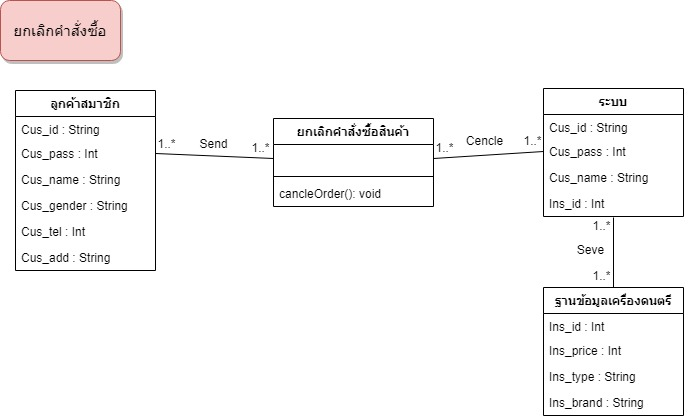 ยกเลิกคำสั่งซื้อ
ลูกค้าสมาชิก
Cus_id : String
Cus_pass : Int
Cus_name : String
Cus_gender : String
Cus_tel : Int
Cus_add : String
1..*
Send
1..*
ยกเลิกคำสั่งซื้อสินค้า
cancleOrder(): void
1..*
Cencle
1..*
ระบบ
Cus_id : String
Cus_pass : Int
Cus_name : String
Ins_id : Int
1..*
Seve
1..*
ฐานข้อมูลเครื่องดนตรี
Ins_id : Int
Ins_price : Int
Ins_type : String
Ins_brand : String